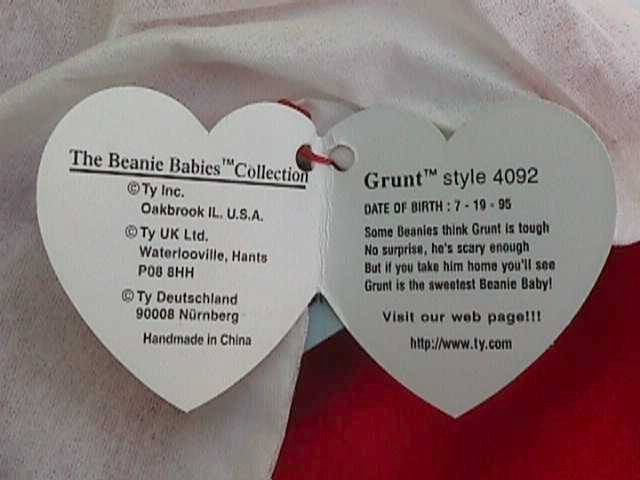 The Beanie Babies™Collection
©Ty Inc.
Oakbrook IL. U.S.A.
©Ty UK Ltd.
Waterlooville, Hants
P08 8HH
©Ty Deutschland
90008 Nürnberg
Handmade in China
Grunt™ style 4092
DATE OF BIRTH : 7 - 19 - 95
Some Beanies think Grunt is tough
No surprise, he's scary enough
But if you take him home you'll see
Grunt is the sweetest Beanie Baby!
Visit our web page!!!
http://www.ty.com